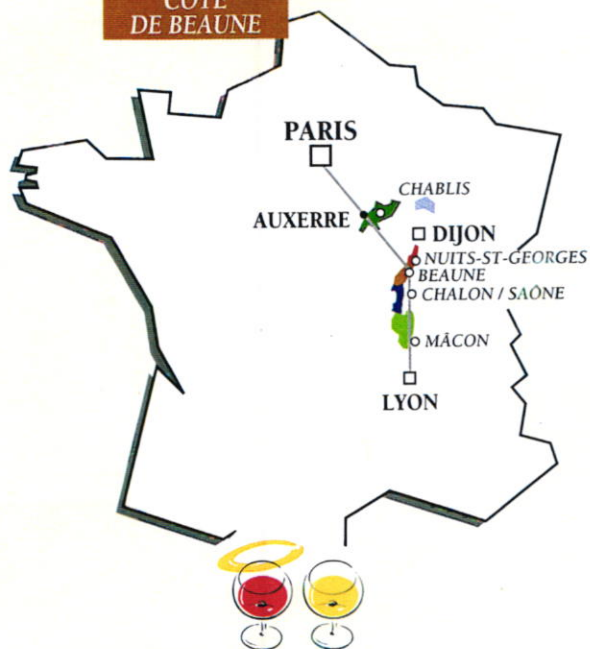 CÔTE
DE BEAUNE
PARIS
CHABLIS
AUXERRE
DIJON
NUITS-ST-GEORGES
BEAUNE
CHALON / SAÔNE
MÂCON
LYON